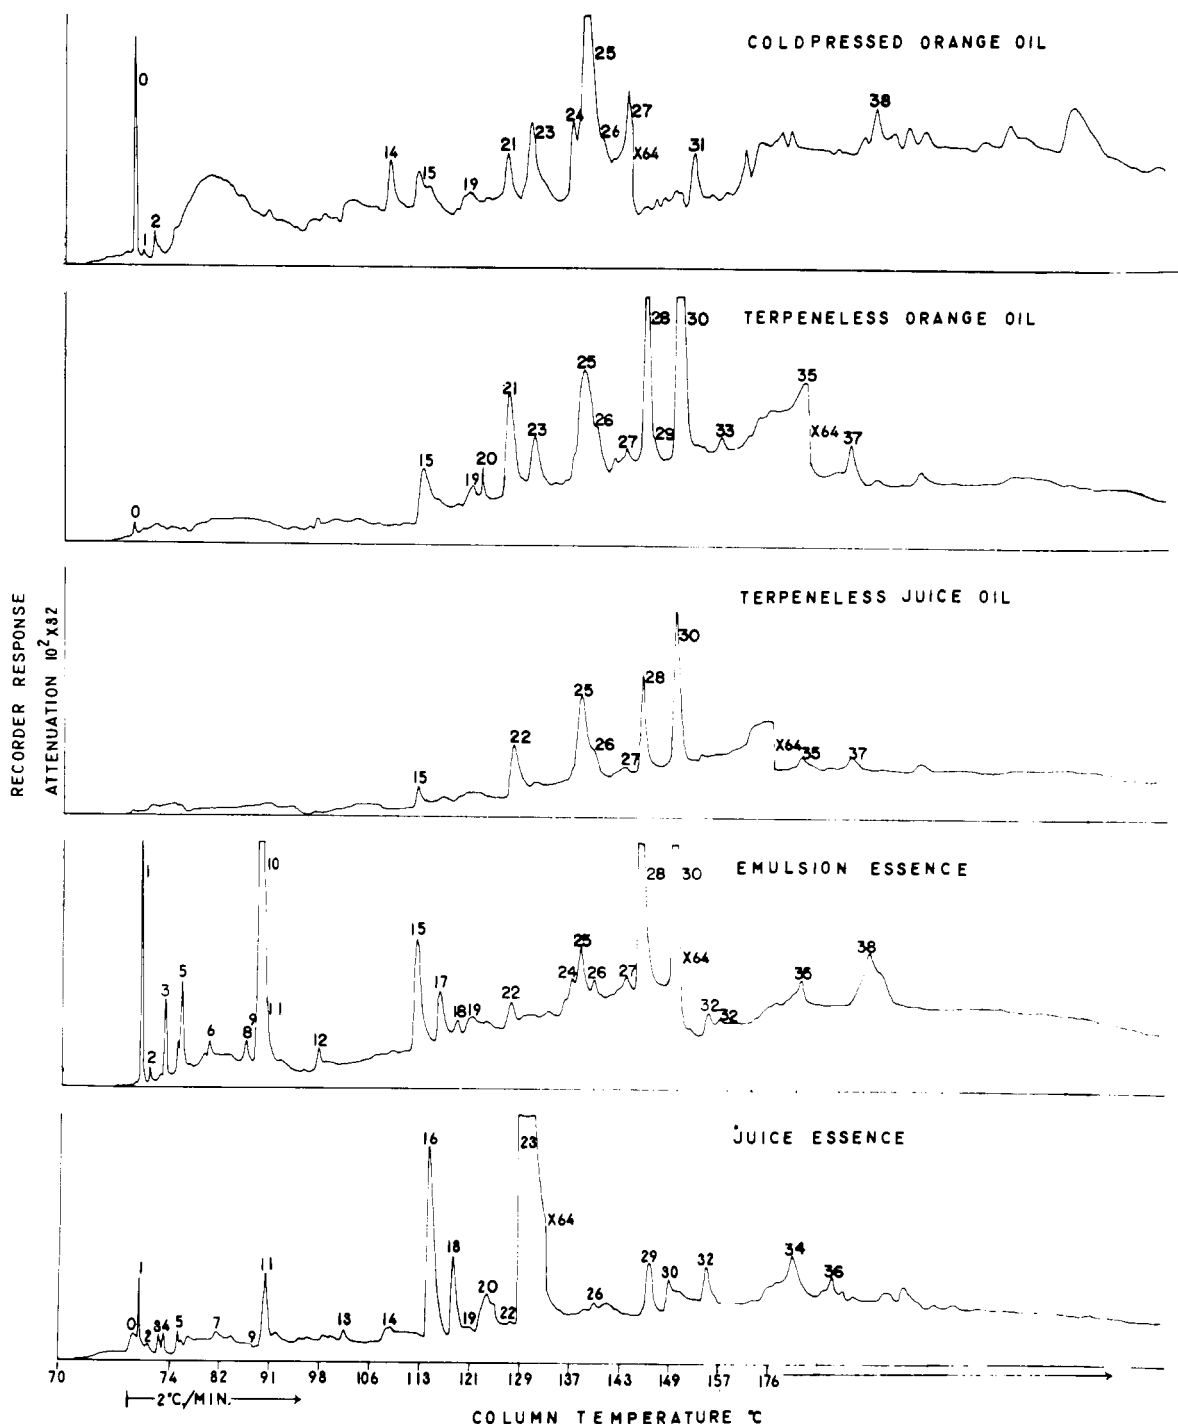 COLDPRESSED ORANGE OIL
0 1 2 14 15 19 21 23 24 25 26 27 X64 31 38
TERPENELESS ORANGE OIL
0 15 19 20 21 23 25 26 27 28 29 30 33 35 X64 37
TERPENELESS JUICE OIL
15 22 25 26 27 28 30 X64 35 37
EMULSION ESSENCE
1 2 3 5 6 8 9 10 11 12 15 17 18 19 22 24 25 26 27 28 30 X64 32 32 36 38
JUICE ESSENCE
0 1 2 3 4 5 7 9 11 13 14 16 18 19 20 22 23 X64 26 29 30 32 34 36
RECORDER RESPONSE
ATTENUATION 10²X32
70 74 82 91 98 106 113 121 129 137 143 149 157 176
2°C/MIN.
COLUMN TEMPERATURE °C